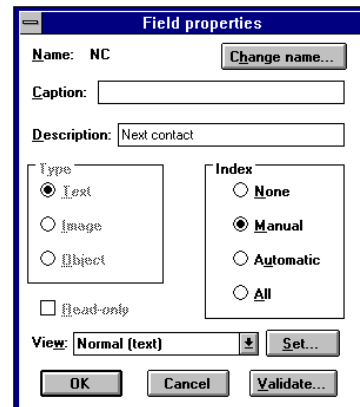 Field properties
Name: NC Change name...
Caption:
Description: Next contact
Type Index
Text None
Image Manual
Object Automatic
All
Read-only
View: Normal (text) Set...
OK Cancel Validate...